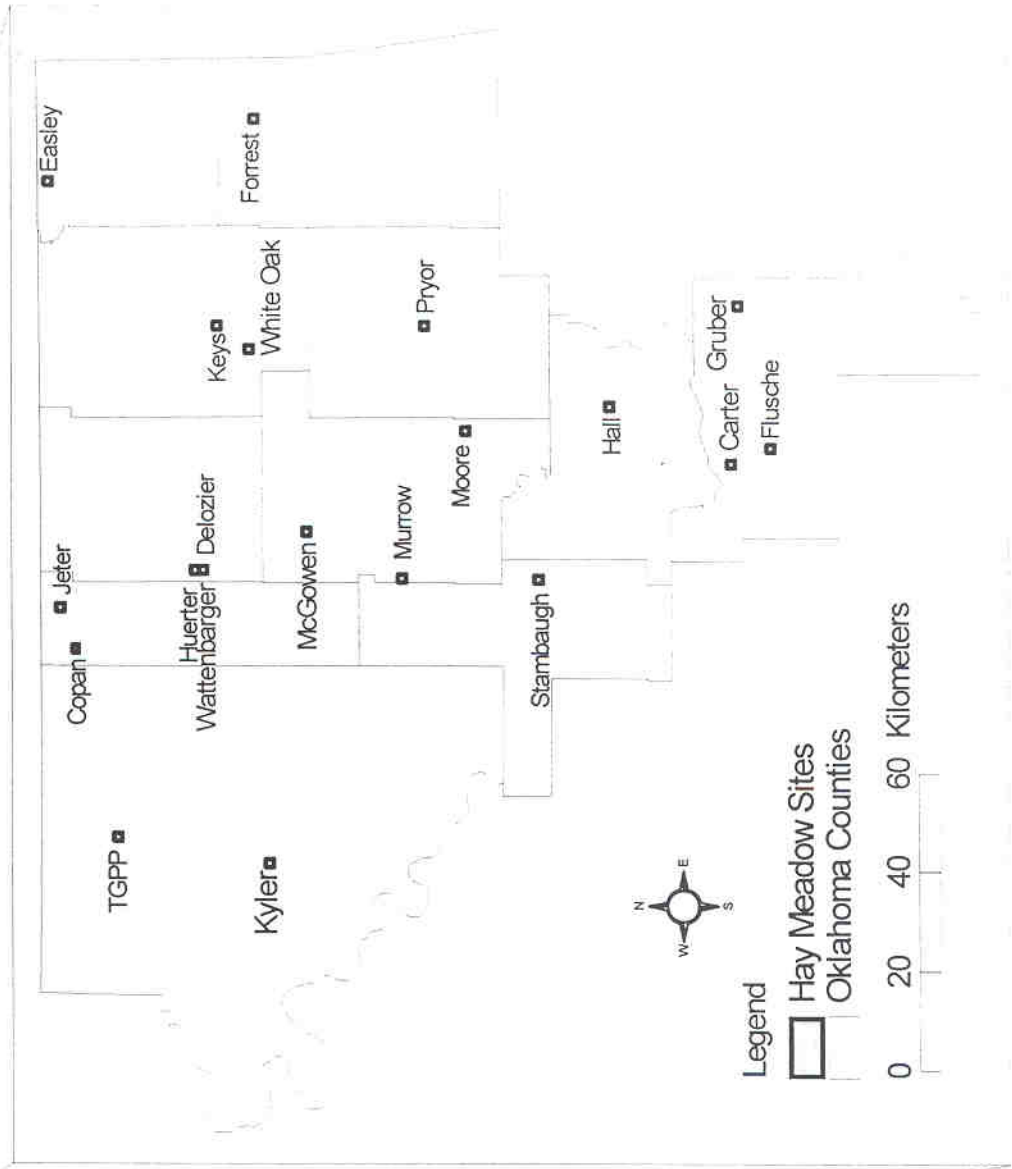 Easley
Jeter
Copan
TGPP
Forrest
Keys
White Oak
Huerter
Delozier
Wattenbarger
Kyler
McGowen
Pryor
Murrow
Moore
Stambaugh
Hall
Carter
Gruber
Flusche
N
W
E
S
Legend
Hay Meadow Sites
Oklahoma Counties
0 20 40 60 Kilometers